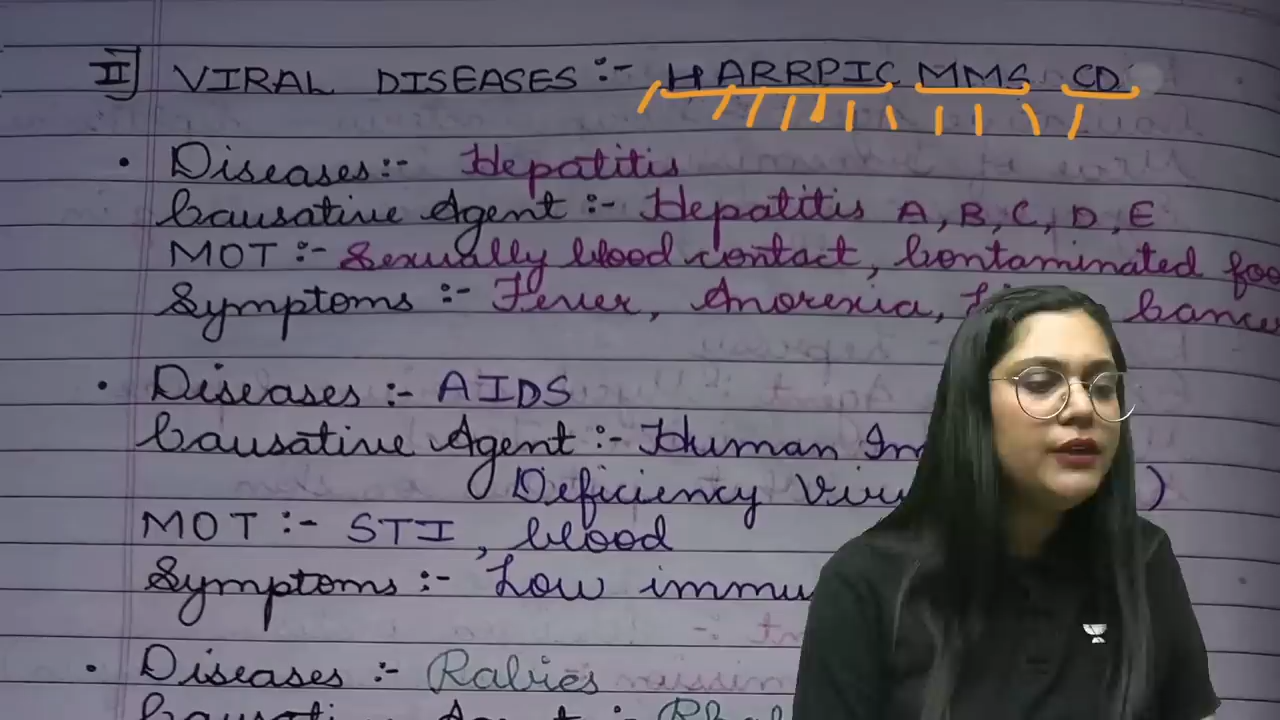 II] VIRAL DISEASES :- HARRPIC MMS CD
• Diseases :- Hepatitis
Causative Agent :- Hepatitis A, B, C, D, E
MOT :- Sexually blood contact, Contaminated
Symptoms :- Fever, Anorexia,
• Diseases :- AIDS
Causative Agent :- Human
Deficiency )
MOT :- STI, blood
Symptoms :- Low
• Diseases :- Rabies